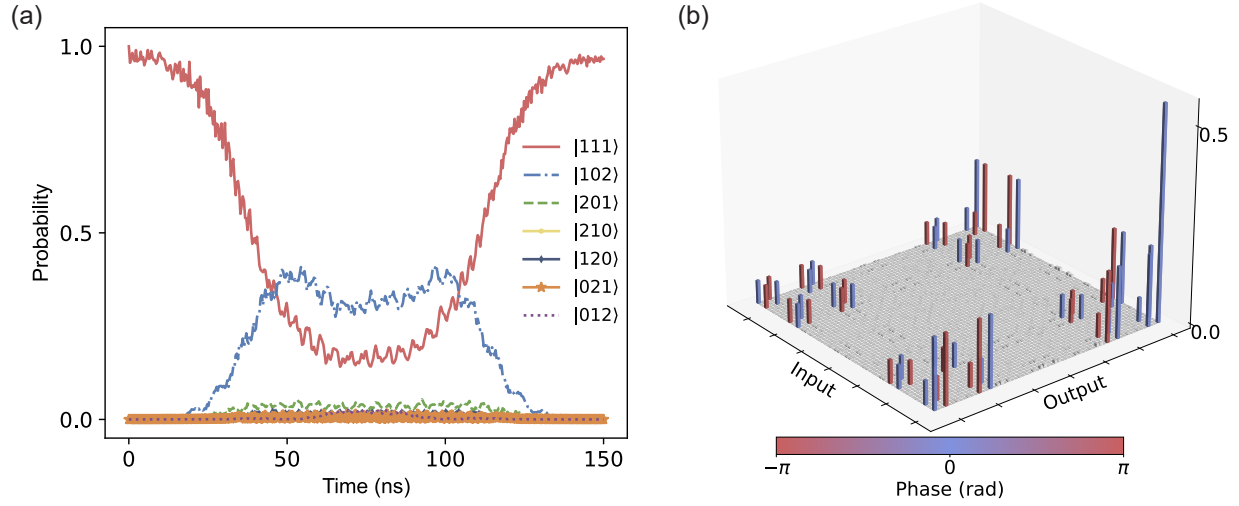 (a)
1.0
0.5
0.0
Probability
|111⟩
|102⟩
|201⟩
|210⟩
|120⟩
|021⟩
|012⟩
0
50
100
150
Time (ns)
(b)
0.5
0.0
Input
Output
−π
0
π
Phase (rad)